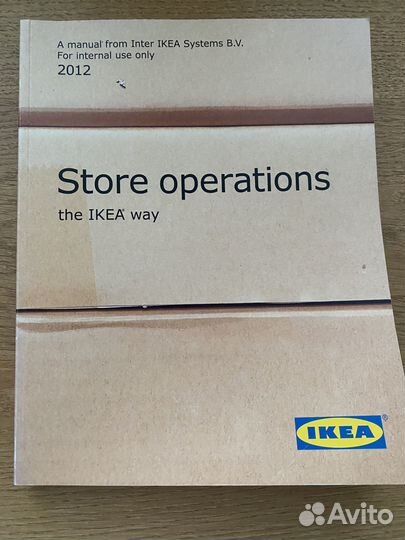 A manual from Inter IKEA Systems B.V.
For internal use only
2012
Store operations
the IKEA® way
IKEA®
Avito